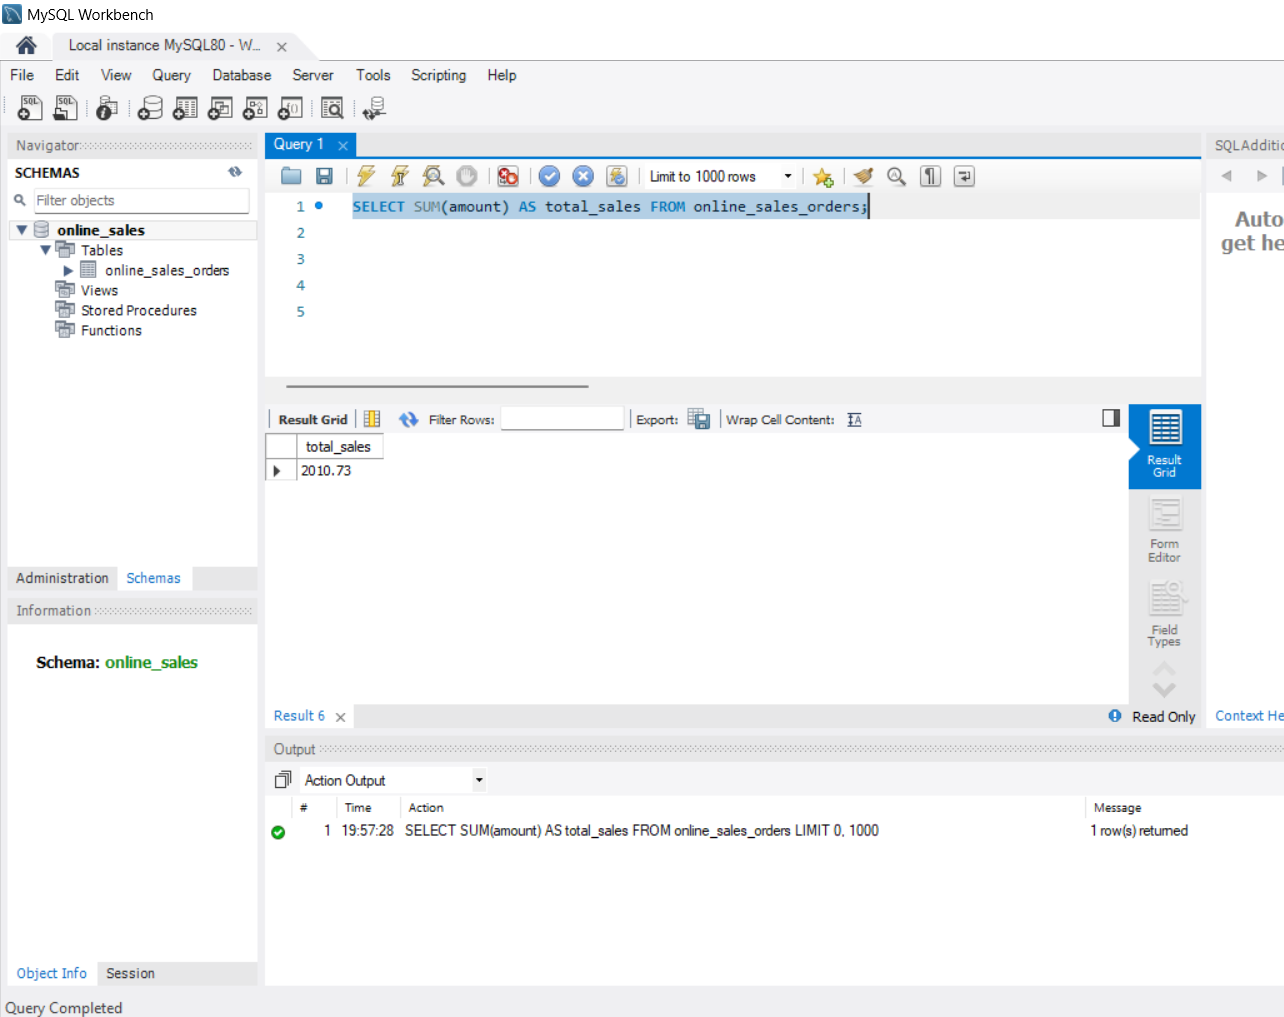 MySQL Workbench
Local instance MySQL80 - W...
File Edit View Query Database Server Tools Scripting Help
Navigator
SCHEMAS
Filter objects
online_sales
Tables
online_sales_orders
Views
Stored Procedures
Functions
Administration Schemas
Information
Schema: online_sales
Object Info Session
Query 1
Limit to 1000 rows
1 SELECT SUM(amount) AS total_sales FROM online_sales_orders;
2
3
4
5
Result Grid Filter Rows: Export: Wrap Cell Content:
total_sales
2010.73
Result Grid
Form Editor
Field Types
Result 6
Read Only
SQLAdditio
Auto
get he
Context He
Output
Action Output
# Time Action Message
1 19:57:28 SELECT SUM(amount) AS total_sales FROM online_sales_orders LIMIT 0, 1000 1 row(s) returned
Query Completed